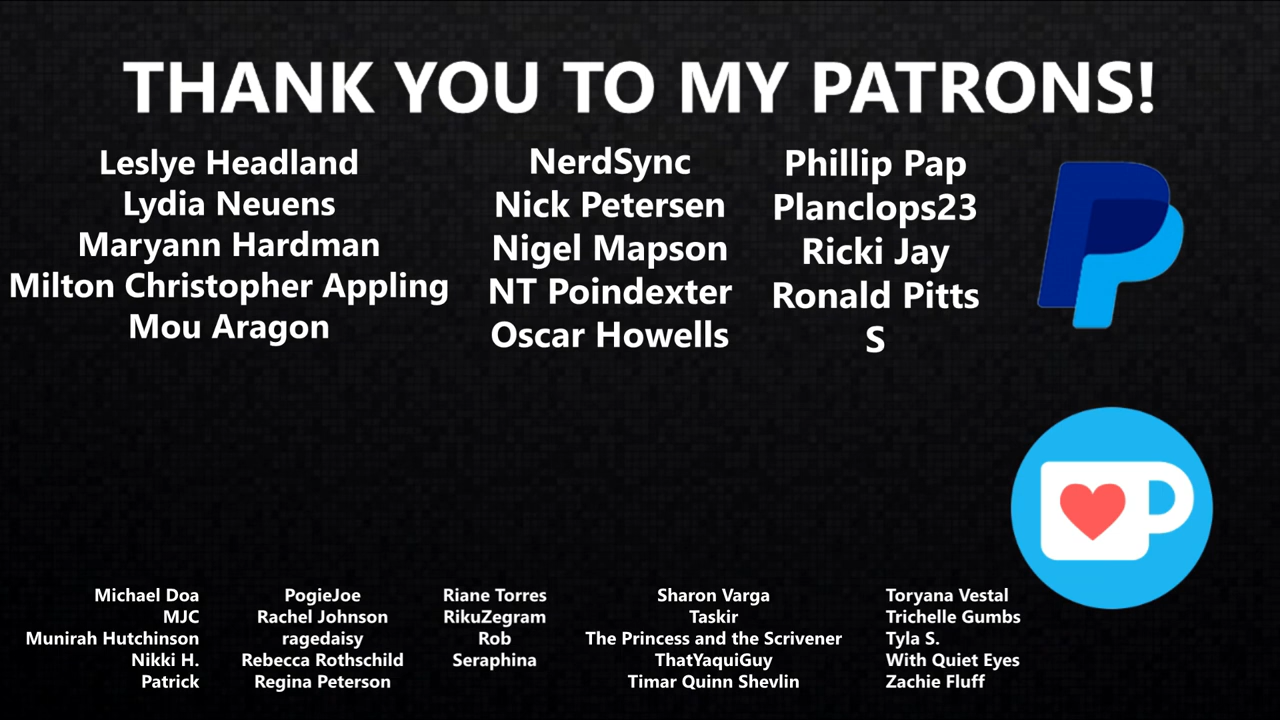 THANK YOU TO MY PATRONS!
Leslye Headland
Lydia Neuens
Maryann Hardman
Milton Christopher Appling
Mou Aragon
NerdSync
Nick Petersen
Nigel Mapson
NT Poindexter
Oscar Howells
Phillip Pap
Planclops23
Ricki Jay
Ronald Pitts
S
Michael Doa
MJC
Munirah Hutchinson
Nikki H.
Patrick
PogieJoe
Rachel Johnson
ragedaisy
Rebecca Rothschild
Regina Peterson
Riane Torres
RikuZegram
Rob
Seraphina
Sharon Varga
Taskir
The Princess and the Scrivener
ThatYaquiGuy
Timar Quinn Shevlin
Toryana Vestal
Trichelle Gumbs
Tyla S.
With Quiet Eyes
Zachie Fluff